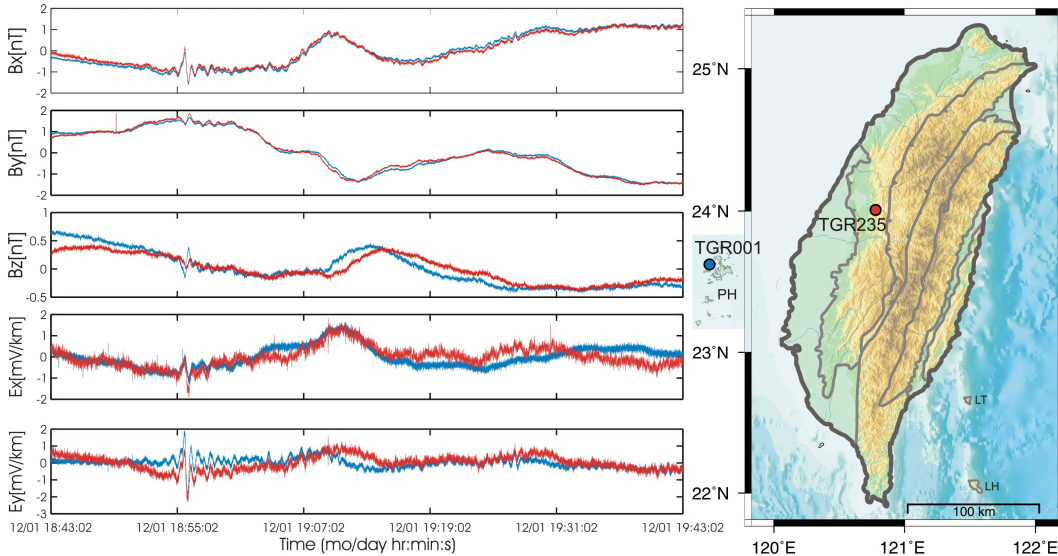 2
1
0
-1
-2
Bx[nT]
2
1
0
-1
-2
By[nT]
1
0.5
0
-0.5
Bz[nT]
2
1
0
-1
-2
Ex[mV/km]
2
1
0
-1
-2
-3
Ey[mV/km]
12/01 18:43:02 12/01 18:55:02 12/01 19:07:02 12/01 19:19:02 12/01 19:31:02 12/01 19:43:02
Time (mo/day hr:min:s)
25˚N
24˚N
TGR235
TGR001
PH
23˚N
LT
LH
22˚N
100 km
120˚E 121˚E 122˚E